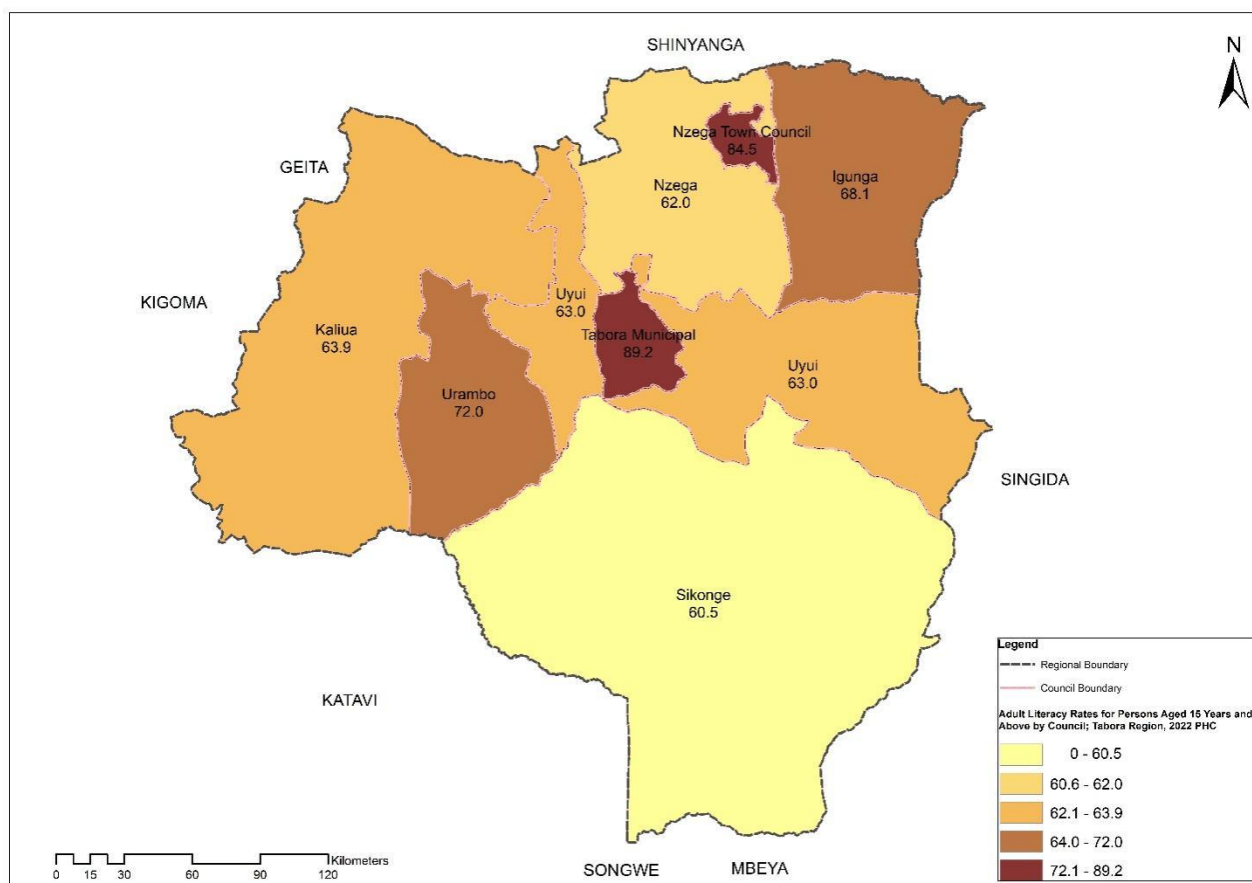 SHINYANGA
N
Nzega Town Council
84.5
GEITA
Nzega
62.0
Igunga
68.1
KIGOMA
Uyui
63.0
Kaliua
63.9
Tabora Municipal
89.2
Uyui
63.0
Urambo
72.0
SINGIDA
Sikonge
60.5
KATAVI
Legend
Regional Boundary
Council Boundary
Adult Literacy Rates for Persons Aged 15 Years and
Above by Council; Tabora Region, 2022 PHC
0 - 60.5
60.6 - 62.0
62.1 - 63.9
64.0 - 72.0
72.1 - 89.2
Kilometers
0 15 30 60 90 120
SONGWE
MBEYA